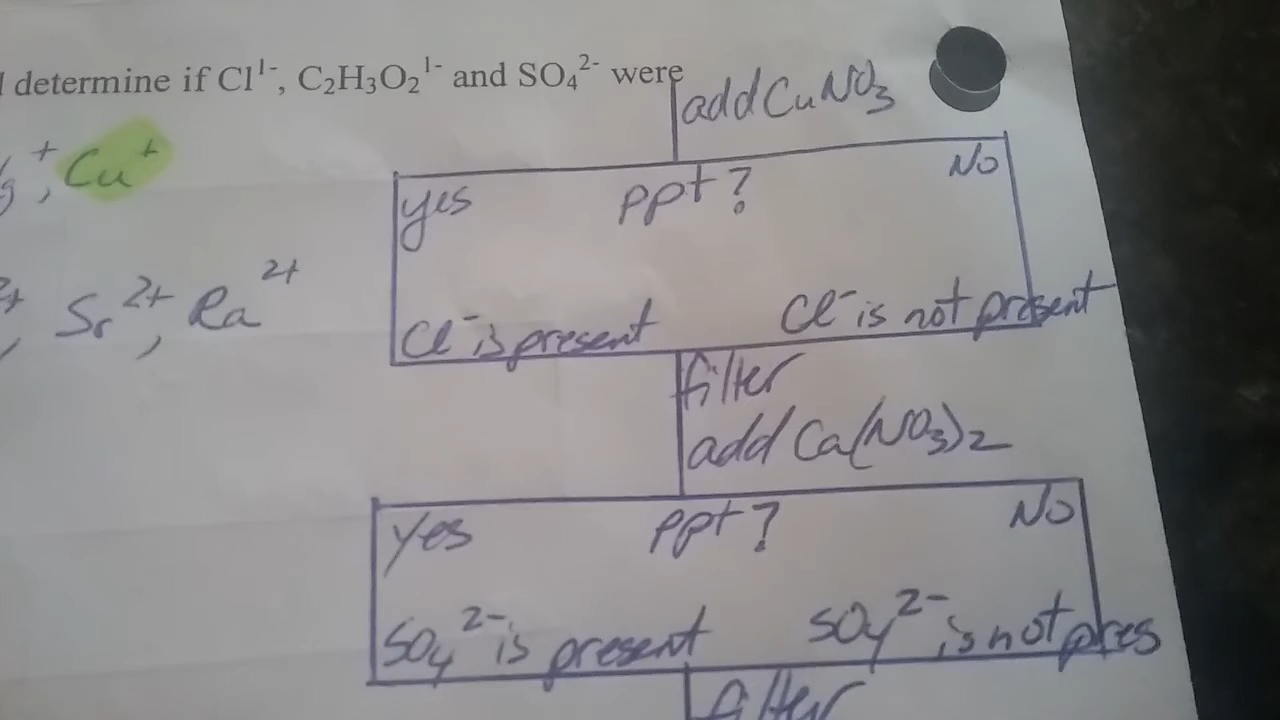 determine if Cl¹⁻, C₂H₃O₂¹⁻ and SO₄²⁻ were
add CuNO₃
⁺, Cu⁺
yes ppt? No
²⁺, Sr²⁺, Ra²⁺
Cl⁻ is present Cl⁻ is not present
filter
add Ca(NO₃)₂
yes ppt? No
SO₄²⁻ is present SO₄²⁻ is not pres
filter